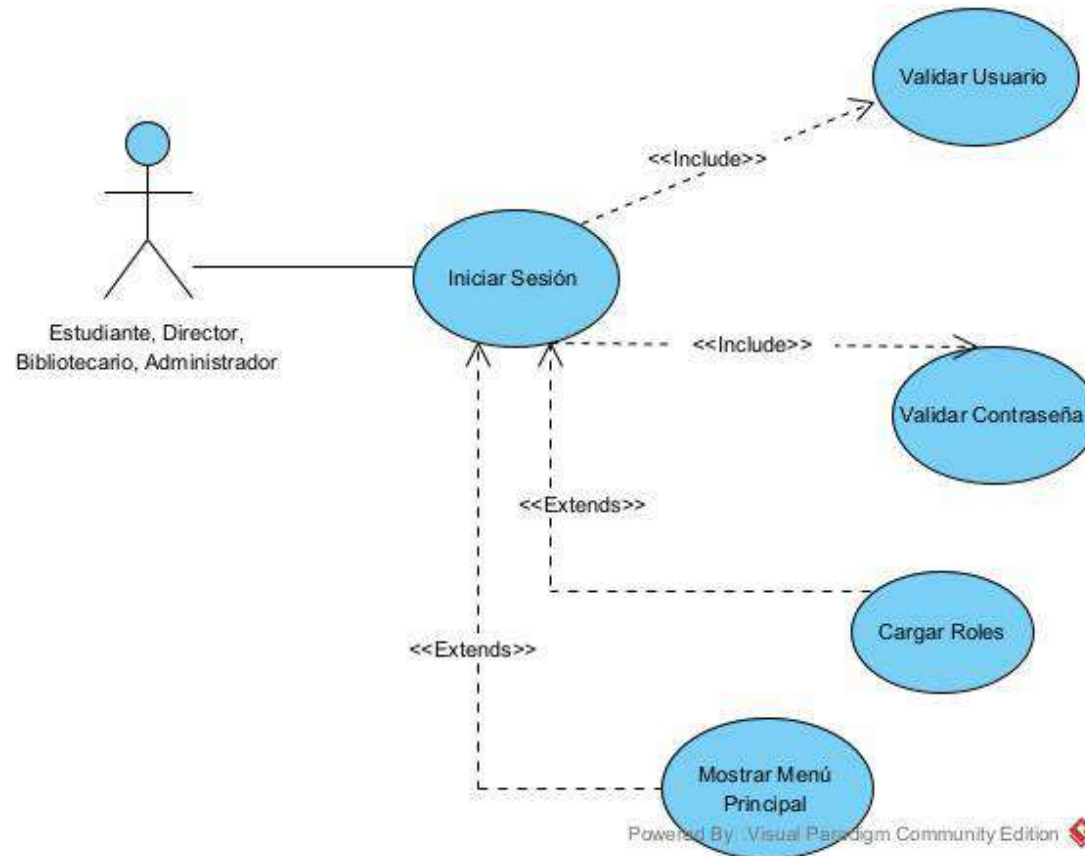 Validar Usuario
<<Include>>
Iniciar Sesión
Estudiante, Director,
Bibliotecario, Administrador
<<Include>>
Validar Contraseña
<<Extends>>
Cargar Roles
<<Extends>>
Mostrar Menú
Principal
Powered By Visual Paradigm Community Edition